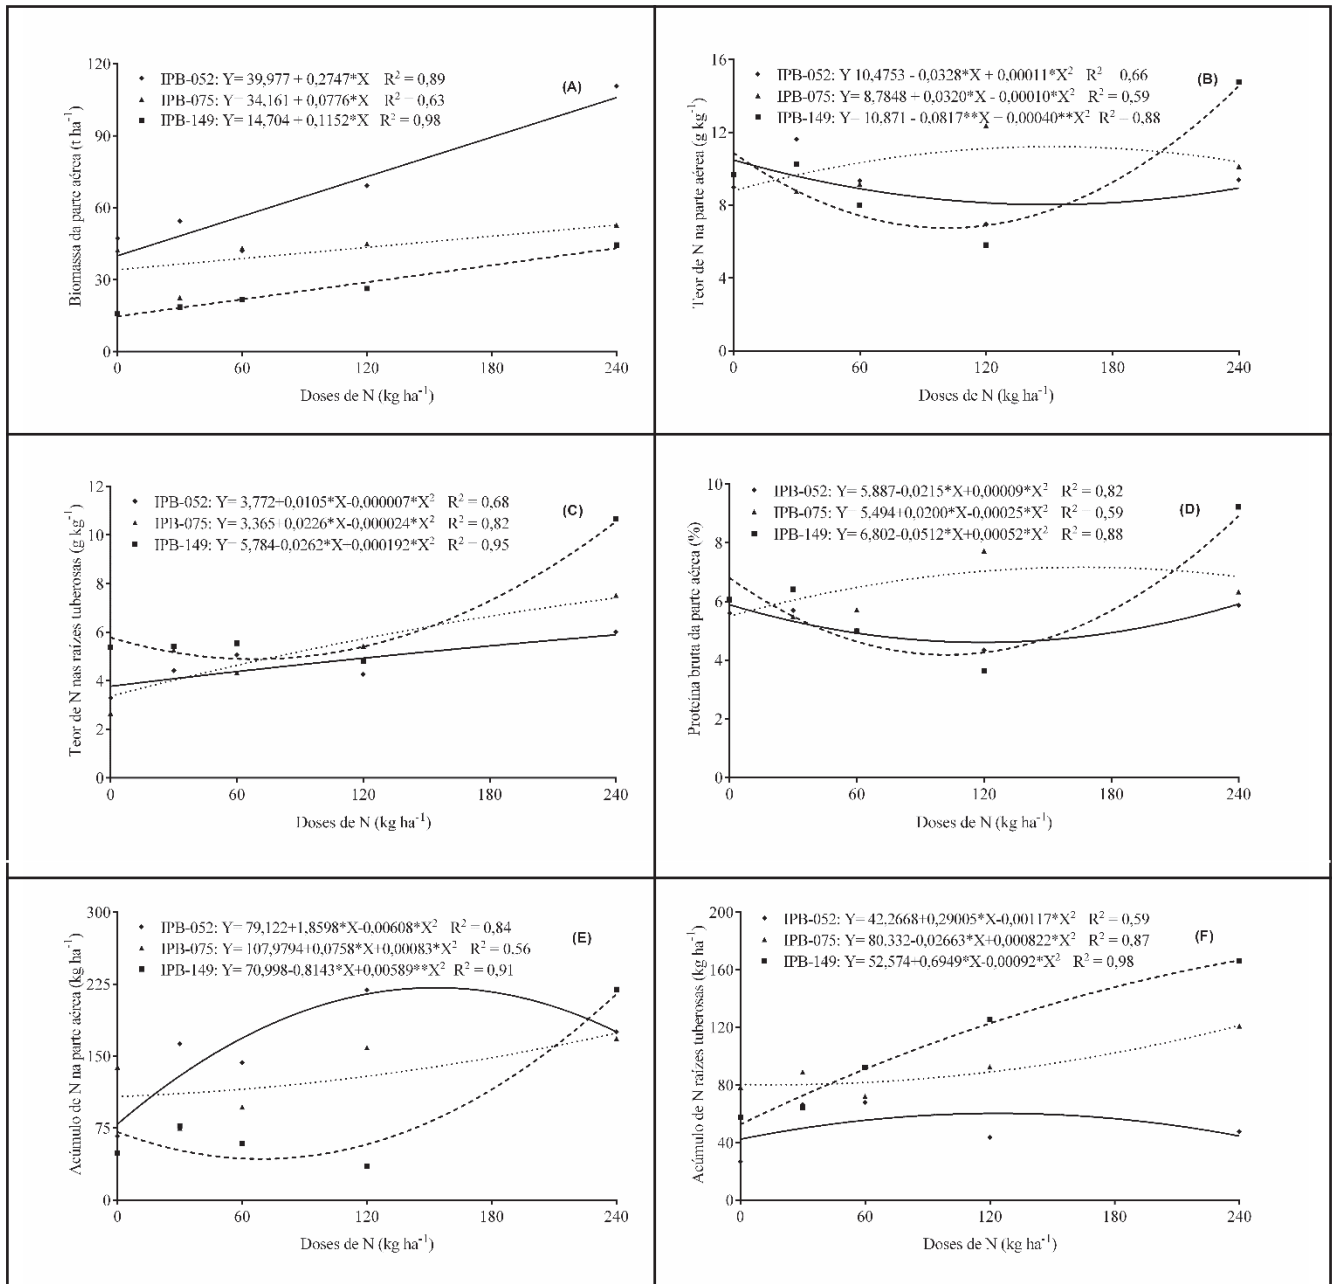 120
90
60
30
0
Biomassa da parte aérea (t ha-1)
IPB-052: Y= 39,977 + 0,2747*X R2 = 0,89
IPB-075: Y= 34,161 + 0,0776*X R2 = 0,63
IPB-149: Y= 14,704 + 0,1152*X R2 = 0,98
(A)
0 60 120 180 240
Doses de N (kg ha-1)
16
12
8
4
0
Teor de N na parte aérea (g kg-1)
IPB-052: Y 10,4753 - 0,0328*X + 0,00011*X2 R2 0,66
IPB-075: Y= 8,7848 + 0,0320*X - 0,00010*X2 R2 = 0,59
IPB-149: Y= 10,871 - 0,0817**X + 0,00040**X2 R2 = 0,88
(B)
0 60 120 180 240
Doses de N (kg ha-1)
12
10
8
6
4
2
0
Teor de N nas raízes tuberosas (g kg-1)
IPB-052: Y= 3,772+0,0105*X-0,000007*X2 R2 = 0,68
IPB-075: Y= 3,365+0,0226*X-0,000024*X2 R2 = 0,82
IPB-149: Y= 5,784-0,0262*X+0,000192*X2 R2 = 0,95
(C)
0 60 120 180 240
Doses de N (kg ha-1)
10
8
6
4
2
0
Proteína bruta da parte aérea (%)
IPB-052: Y= 5,887-0,0215*X+0,00009*X2 R2 = 0,82
IPB-075: Y= 5,494+0,0200*X-0,00025*X2 R2 = 0,59
IPB-149: Y= 6,802-0,0512*X+0,00052*X2 R2 = 0,88
(D)
0 60 120 180 240
Doses de N (kg ha-1)
300
225
150
75
0
Acúmulo de N na parte aérea (kg ha-1)
IPB-052: Y= 79,122+1,8598*X-0,00608*X2 R2 = 0,84
IPB-075: Y= 107,9794+0,0758*X+0,00083*X2 R2 = 0.56
IPB-149: Y= 70,998-0,8143*X+0,00589**X2 R2 = 0,91
(E)
0 60 120 180 240
Doses de N (kg ha-1)
200
160
120
80
40
0
Acúmulo de N raízes tuberosas (kg ha-1)
IPB-052: Y= 42,2668+0,29005*X-0,00117*X2 R2 = 0,59
IPB-075: Y= 80.332-0,02663*X+0,000822*X2 R2 = 0,87
IPB-149: Y= 52,574+0,6949*X-0,00092*X2 R2 = 0,98
(F)
0 60 120 180 240
Doses de N (kg ha-1)